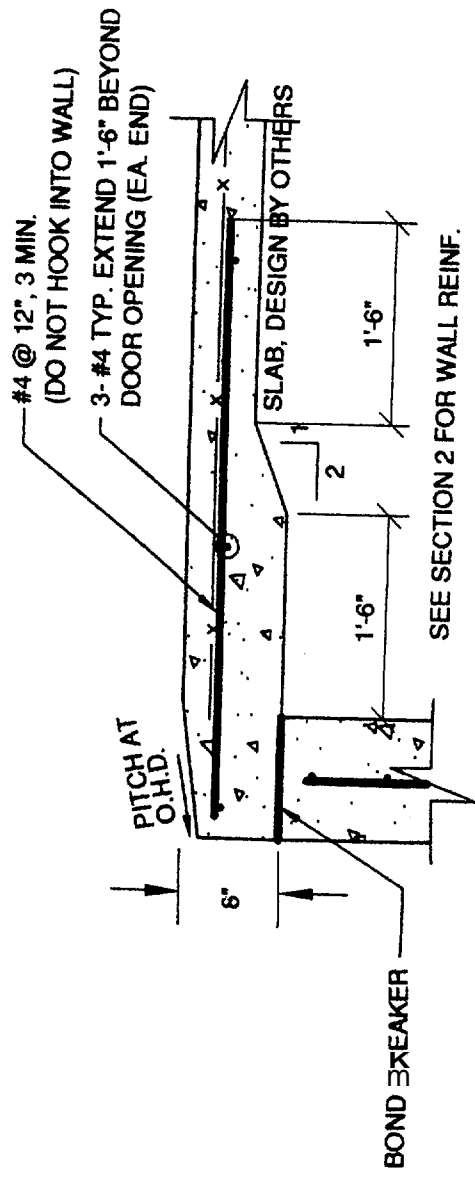 #4 @ 12", 3 MIN.
(DO NOT HOOK INTO WALL)
3-#4 TYP. EXTEND 1'-6" BEYOND
DOOR OPENING (EA. END)
PITCH AT
O.H.D.
SLAB, DESIGN BY OTHERS
1
2
1'-6"
1'-6"
SEE SECTION 2 FOR WALL REINF.
BOND BREAKER